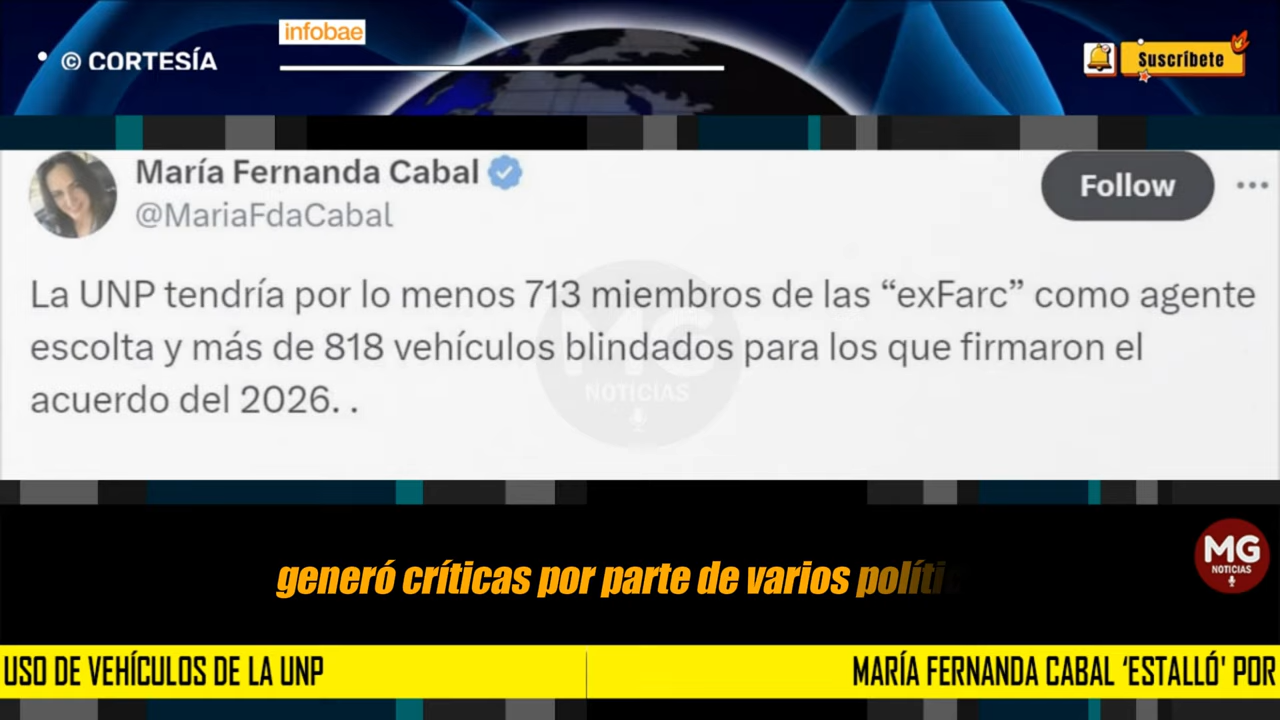 infobae
© CORTESÍA
Suscríbete
María Fernanda Cabal
@MariaFdaCabal
Follow
La UNP tendría por lo menos 713 miembros de las “exFarc” como agente
escolta y más de 818 vehículos blindados para los que firmaron el
acuerdo del 2026. .
MG
NOTICIAS
generó críticas por parte de varios
MG
NOTICIAS
USO DE VEHÍCULOS DE LA UNP
MARÍA FERNANDA CABAL ‘ESTALLÓ' POR